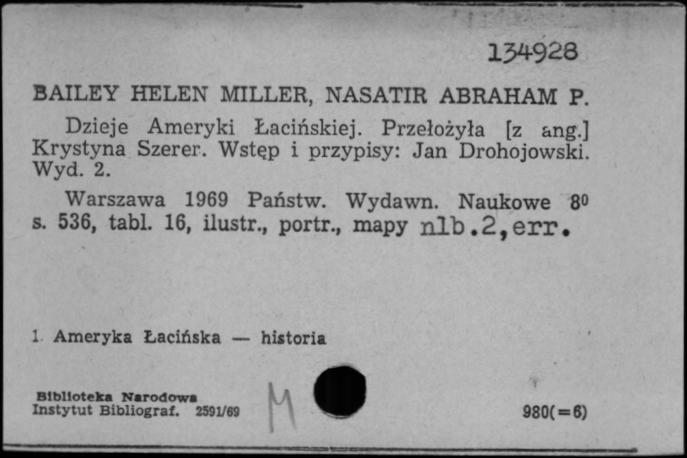 134928
BAILEY HELEN MILLER, NASATIR ABRAHAM P.
Dzieje Ameryki Łacińskiej. Przełożyła [z ang.]
Krystyna Szerer. Wstęp i przypisy: Jan Drohojowski.
Wyd. 2.
Warszawa 1969 Państw. Wydawn. Naukowe 8⁰
s. 536, tabl. 16, ilustr., portr., mapy nlb.2,err.
1. Ameryka Łacińska — historia
Biblioteka Narodowa
Instytut Bibliograf. 2591/69
M
980(=6)